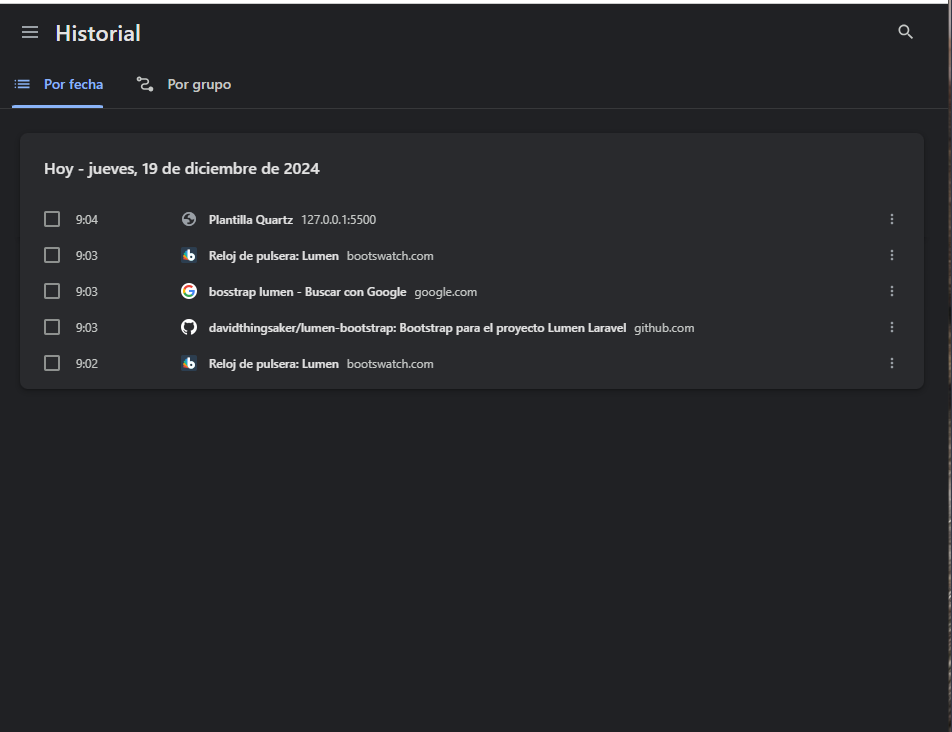 Historial
Por fecha Por grupo
Hoy - jueves, 19 de diciembre de 2024
9:04 Plantilla Quartz 127.0.0.1:5500
9:03 Reloj de pulsera: Lumen bootswatch.com
9:03 bosstrap lumen - Buscar con Google google.com
9:03 davidthingsaker/lumen-bootstrap: Bootstrap para el proyecto Lumen Laravel github.com
9:02 Reloj de pulsera: Lumen bootswatch.com